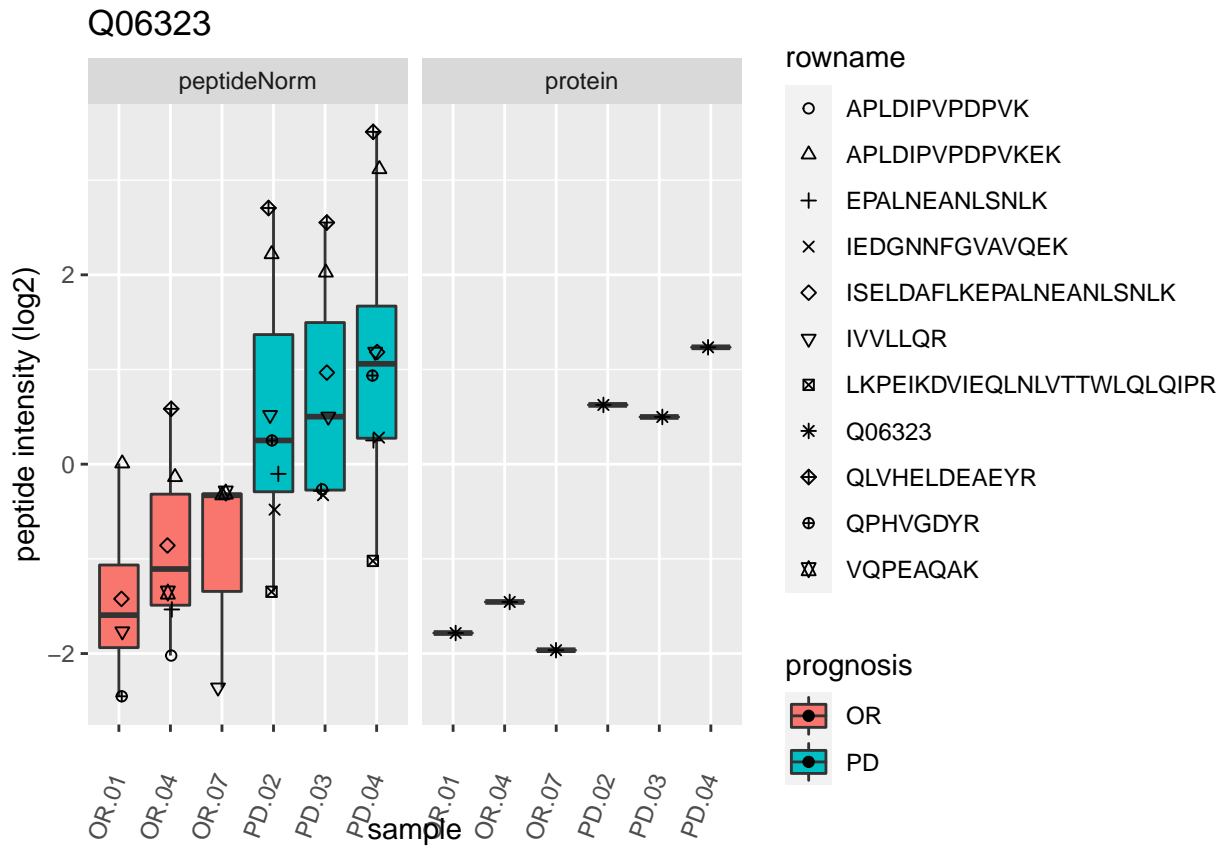 Q06323
peptideNorm
protein
peptide intensity (log2)
2
0
−2
OR.01
OR.04
OR.07
PD.02
PD.03
PD.04
OR.01
OR.04
OR.07
PD.02
PD.03
PD.04
sample
rowname
APLDIPVPDPVK
APLDIPVPDPVKEK
EPALNEANLSNLK
IEDGNNFGVAVQEK
ISELDAFLKEPALNEANLSNLK
IVVLLQR
LKPEIKDVIEQLNLVTTWLQLQIPR
Q06323
QLVHELDEAEYR
QPHVGDYR
VQPEAQAK
prognosis
OR
PD